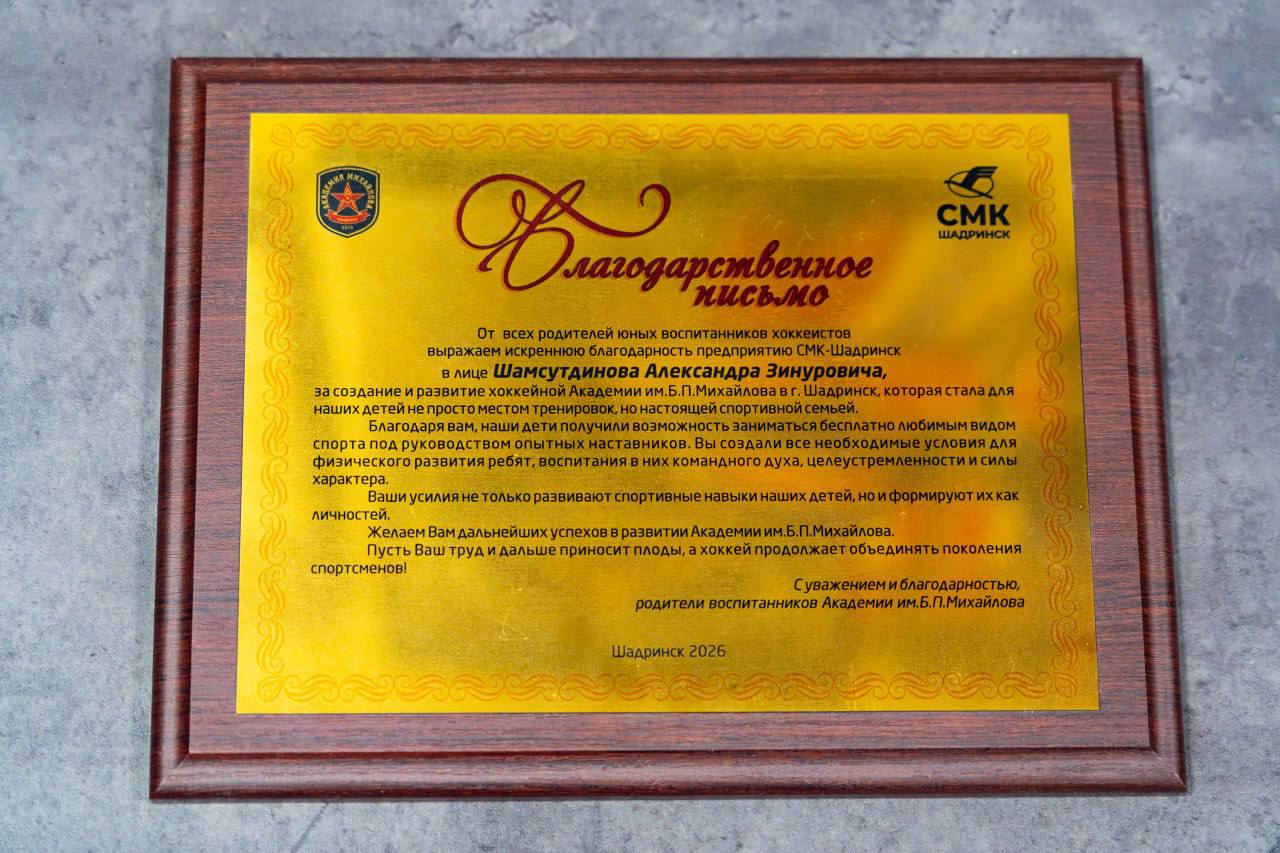 АКАДЕМИЯ МИХАЙЛОВА
СМК
ШАДРИНСК
Благодарственное
письмо
От всех родителей юных воспитанников хоккеистов
выражаем искреннюю благодарность предприятию СМК-Шадринск
в лице Шамсутдинова Александра Зинуровича,
за создание и развитие хоккейной Академии им.Б.П.Михайлова в г. Шадринск, которая стала для
наших детей не просто местом тренировок, но настоящей спортивной семьей.
Благодаря вам, наши дети получили возможность заниматься бесплатно любимым видом
спорта под руководством опытных наставников. Вы создали все необходимые условия для
физического развития ребят, воспитания в них командного духа, целеустремленности и силы
характера.
Ваши усилия не только развивают спортивные навыки наших детей, но и формируют их как
личностей.
Желаем Вам дальнейших успехов в развитии Академии им.Б.П.Михайлова.
Пусть Ваш труд и дальше приносит плоды, а хоккей продолжает объединять поколения
спортсменов!
С уважением и благодарностью,
родители воспитанников Академии им.Б.П.Михайлова
Шадринск 2026